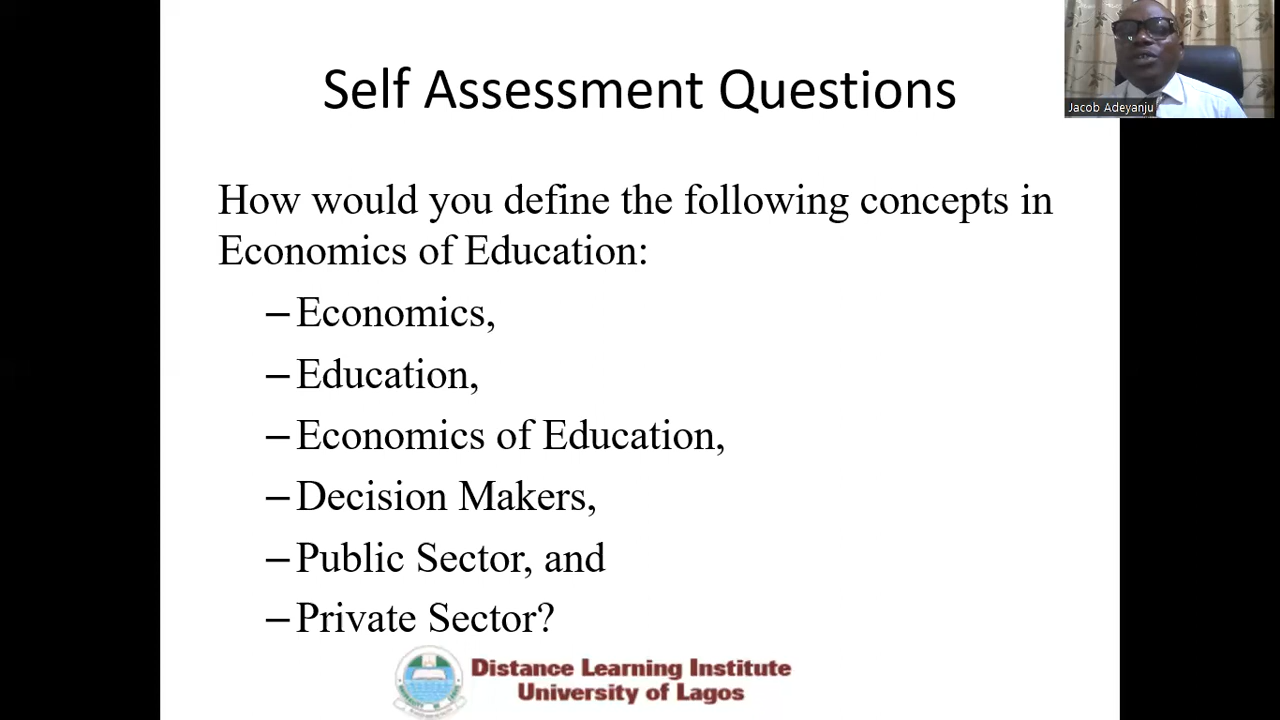 Self Assessment Questions
Jacob Adeyanju
How would you define the following concepts in
Economics of Education:
– Economics,
– Education,
– Economics of Education,
– Decision Makers,
– Public Sector, and
– Private Sector?
Distance Learning Institute
University of Lagos